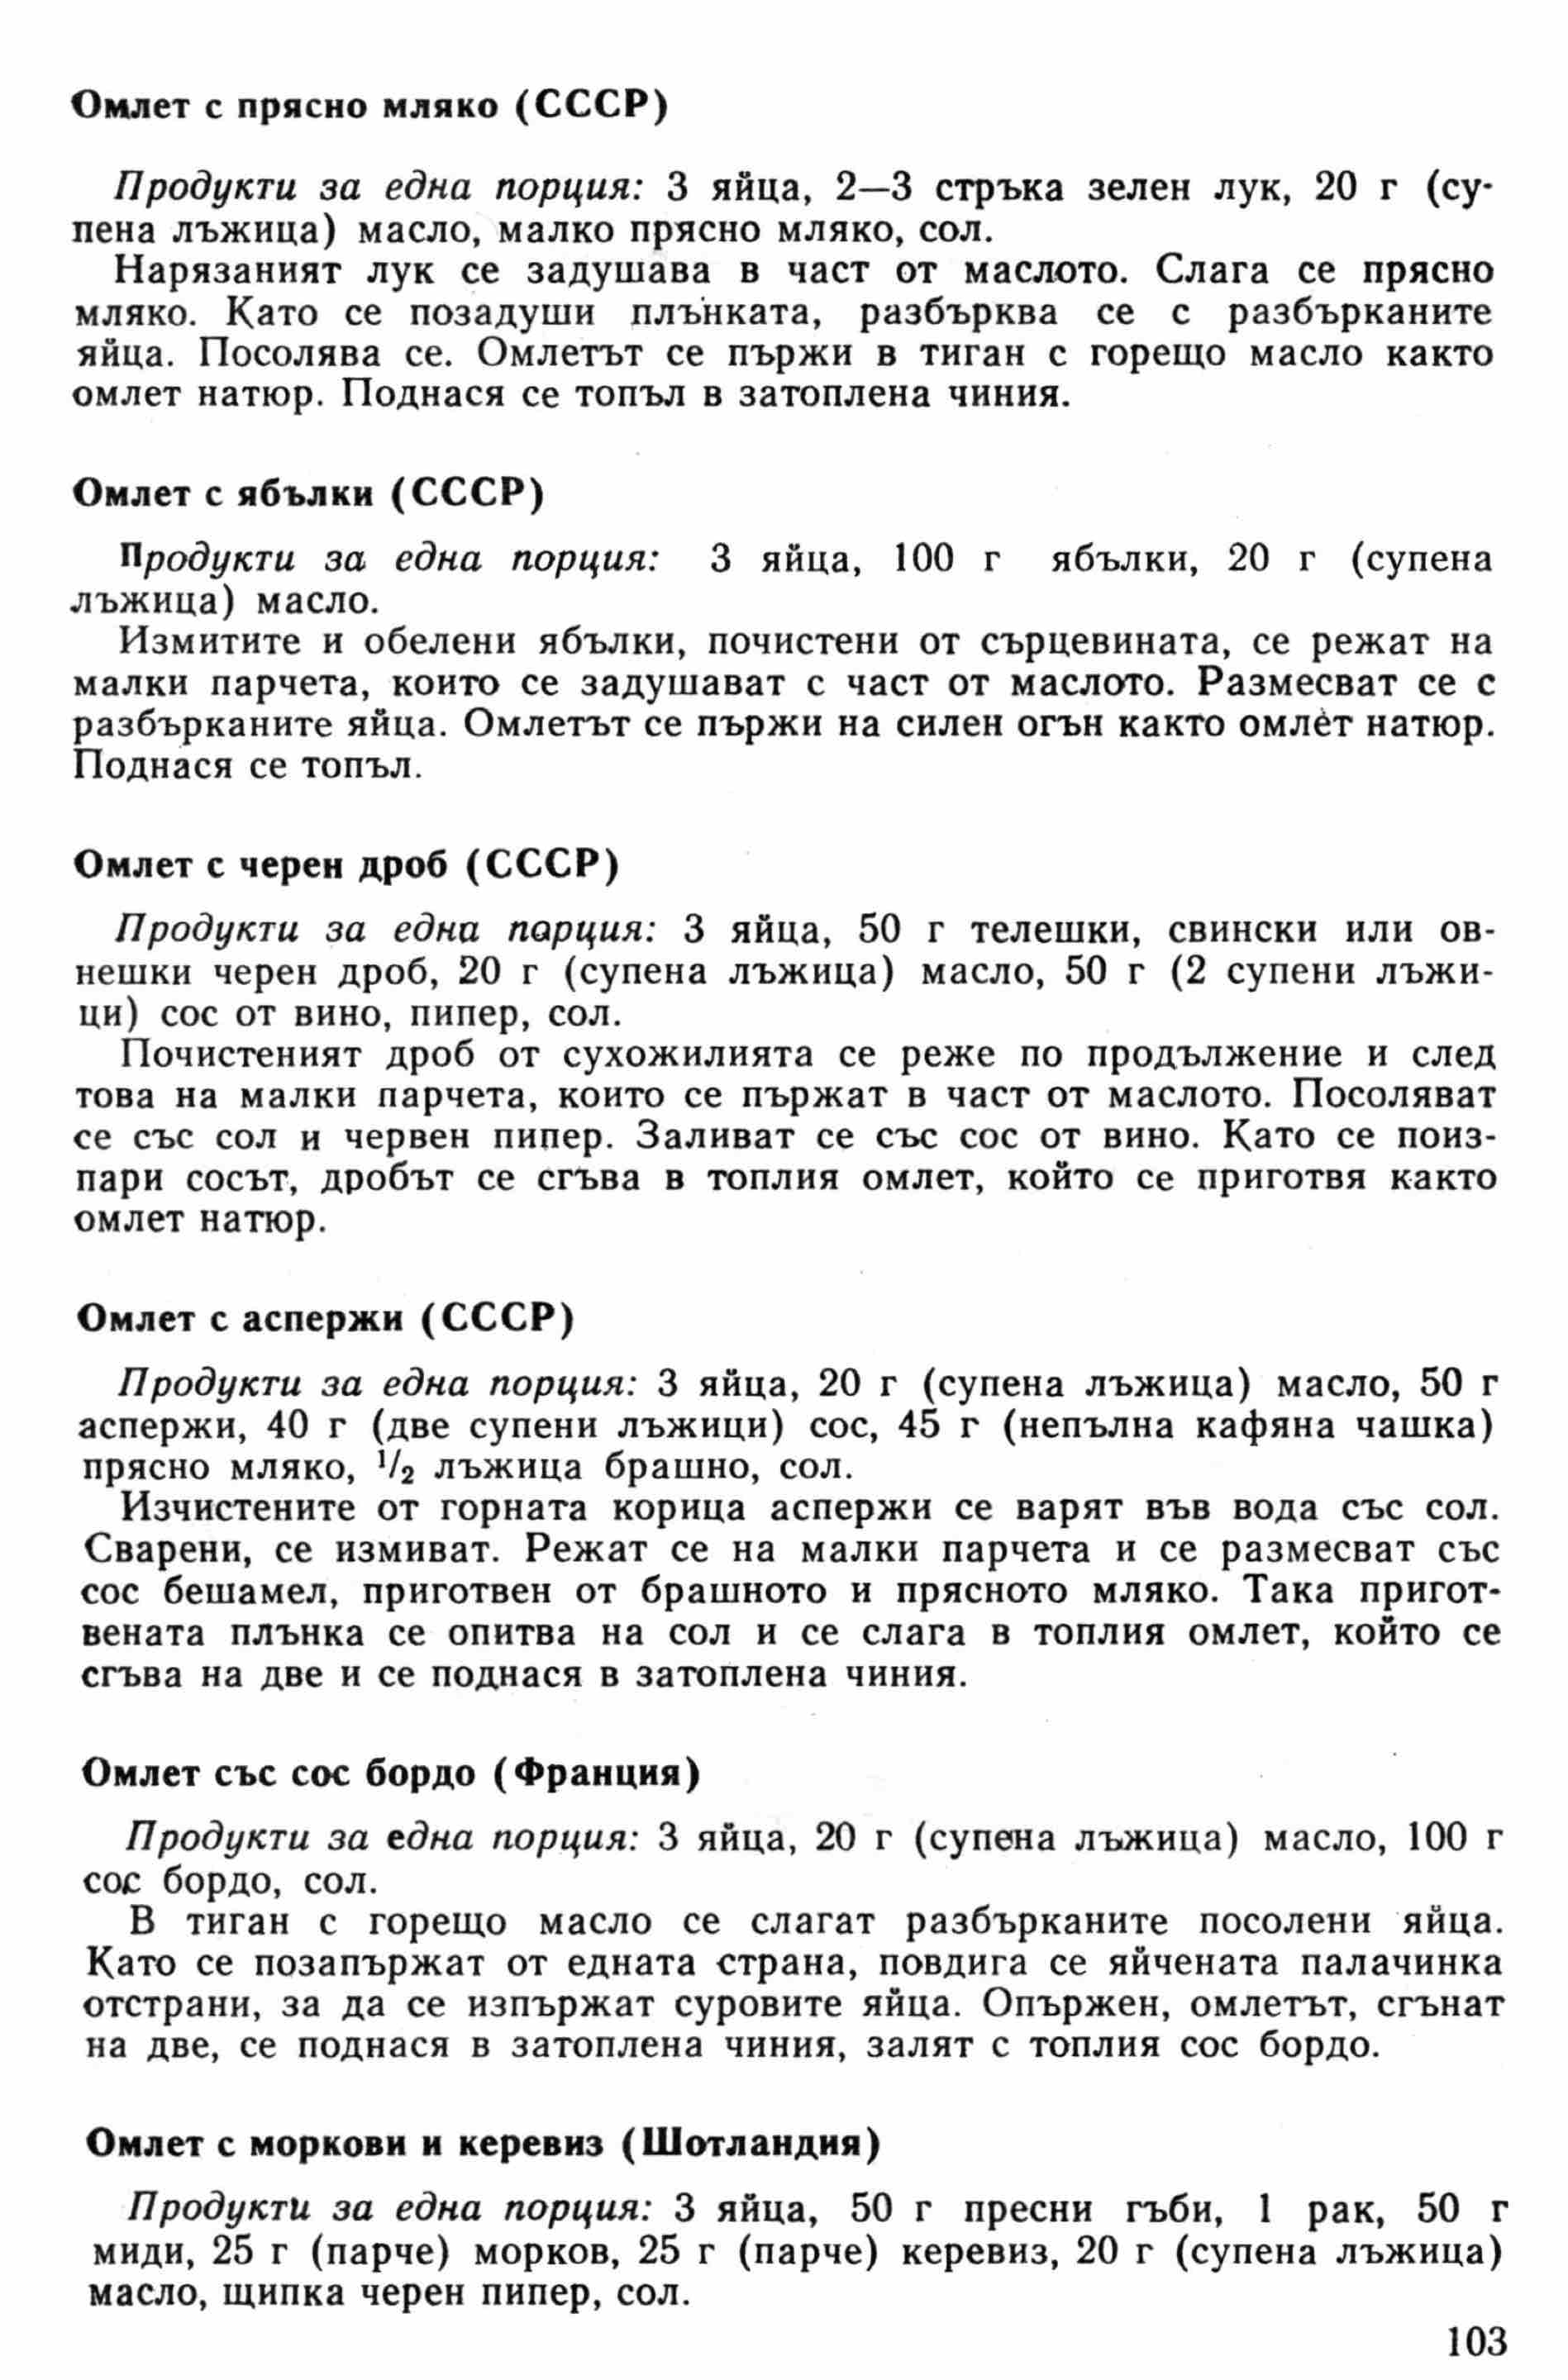 Омлет с прясно мляко (СССР)
Продукти за една порция: 3 яйца, 2—3 стръка зелен лук, 20 г (су-
пена лъжица) масло, малко прясно мляко, сол.
Нарязаният лук се задушава в част от маслото. Слага се прясно
мляко. Като се позадуши плънката, разбърква се с разбърканите
яйца. Посолява се. Омлетът се пържи в тиган с горещо масло както
омлет натюр. Поднася се топъл в затоплена чиния.
Омлет с ябълки (СССР)
Продукти за една порция: 3 яйца, 100 г ябълки, 20 г (супена
лъжица) масло.
Измитите и обелени ябълки, почистени от сърцевината, се режат на
малки парчета, които се задушават с част от маслото. Размесват се с
разбърканите яйца. Омлетът се пържи на силен огън както омлет натюр.
Поднася се топъл.
Омлет с черен дроб (СССР)
Продукти за една порция: 3 яйца, 50 г телешки, свински или ов-
нешки черен дроб, 20 г (супена лъжица) масло, 50 г (2 супени лъжи-
ци) сос от вино, пипер, сол.
Почистеният дроб от сухожилията се реже по продължение и след
това на малки парчета, които се пържат в част от маслото. Посоляват
се със сол и червен пипер. Заливат се със сос от вино. Като се поиз-
пари сосът, дробът се сгъва в топлия омлет, който се приготвя както
омлет натюр.
Омлет с аспержи (СССР)
Продукти за една порция: 3 яйца, 20 г (супена лъжица) масло, 50 г
аспержи, 40 г (две супени лъжици) сос, 45 г (непълна кафяна чашка)
прясно мляко, 1/2 лъжица брашно, сол.
Изчистените от горната корица аспержи се варят във вода със сол.
Сварени, се измиват. Режат се на малки парчета и се размесват със
сос бешамел, приготвен от брашното и прясното мляко. Така пригот-
вената плънка се опитва на сол и се слага в топлия омлет, който се
сгъва на две и се поднася в затоплена чиния.
Омлет със сос бордо (Франция)
Продукти за една порция: 3 яйца, 20 г (супена лъжица) масло, 100 г
сос бордо, сол.
В тиган с горещо масло се слагат разбърканите посолени яйца.
Като се позапържат от едната страна, повдига се яйчената палачинка
отстрани, за да се изпържат суровите яйца. Опържен, омлетът, сгънат
на две, се поднася в затоплена чиния, залят с топлия сос бордо.
Омлет с моркови и керевиз (Шотландия)
Продукти за една порция: 3 яйца, 50 г пресни гъби, 1 рак, 50 г
миди, 25 г (парче) морков, 25 г (парче) керевиз, 20 г (супена лъжица)
масло, щипка черен пипер, сол.
103